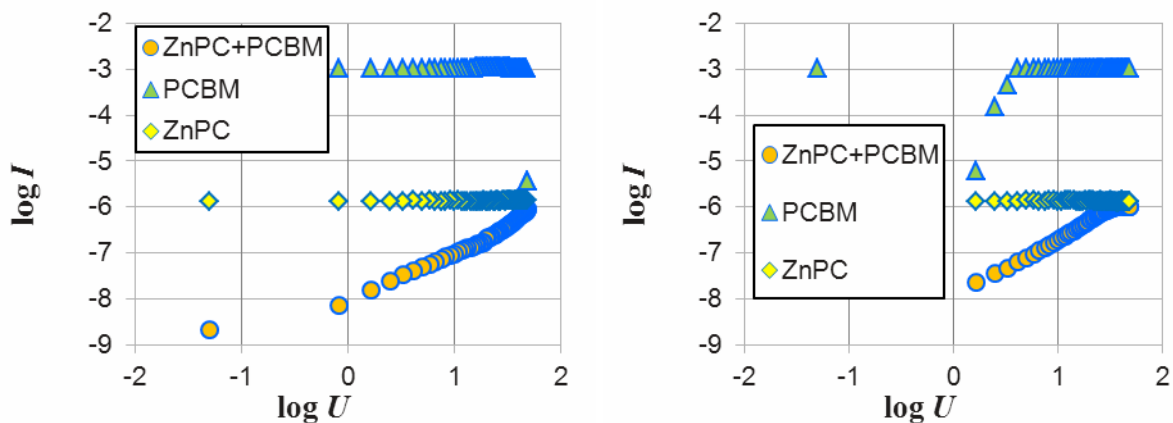 -2
-3
-4
-5
-6
-7
-8
-9
log I
ZnPC+PCBM
PCBM
ZnPC
-2 -1 0 1 2
log U
-2
-3
-4
-5
-6
-7
-8
-9
log I
ZnPC+PCBM
PCBM
ZnPC
-2 -1 0 1 2
log U